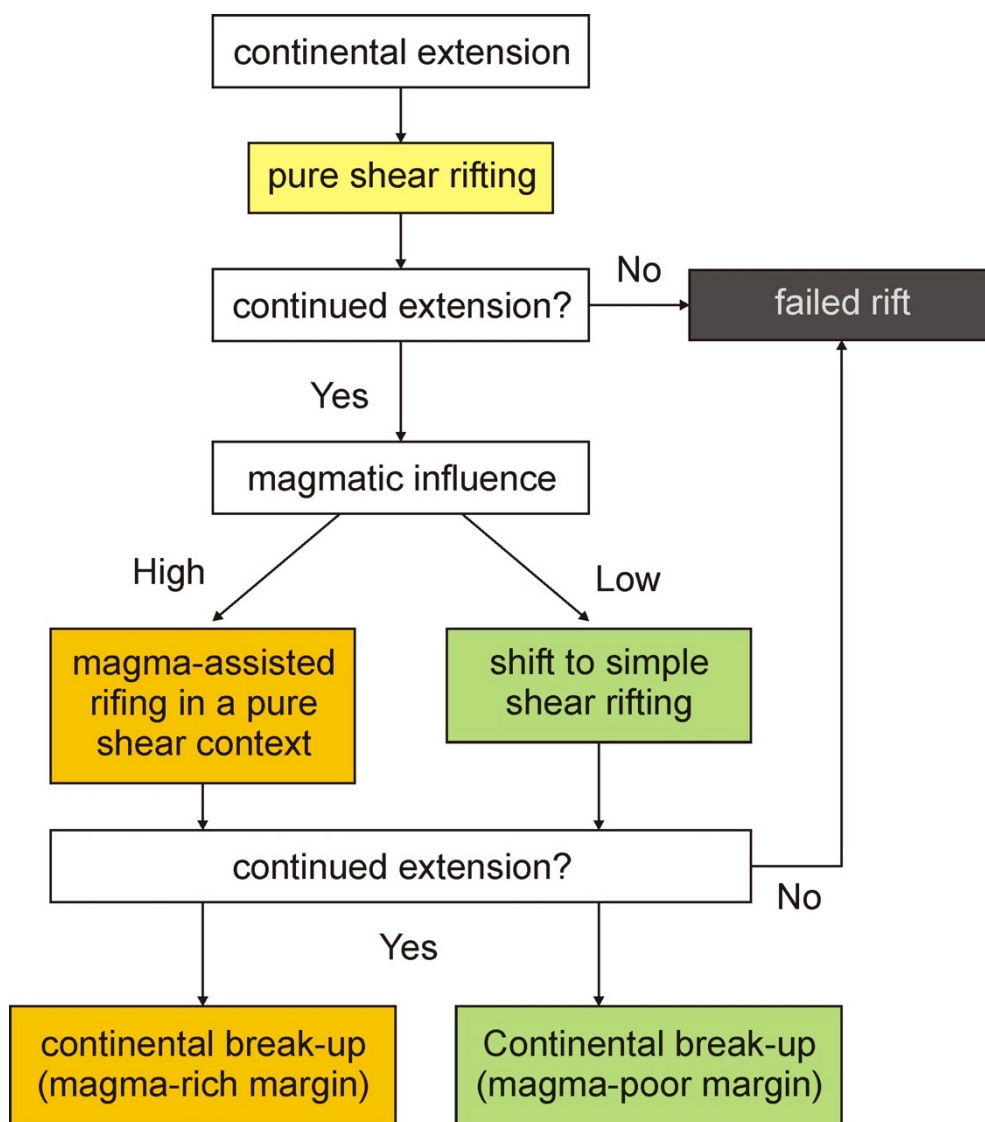 continental extension
pure shear rifting
continued extension?
No
failed rift
Yes
magmatic influence
High
Low
magma-assisted
rifing in a pure
shear context
shift to simple
shear rifting
continued extension?
No
Yes
continental break-up
(magma-rich margin)
Continental break-up
(magma-poor margin)